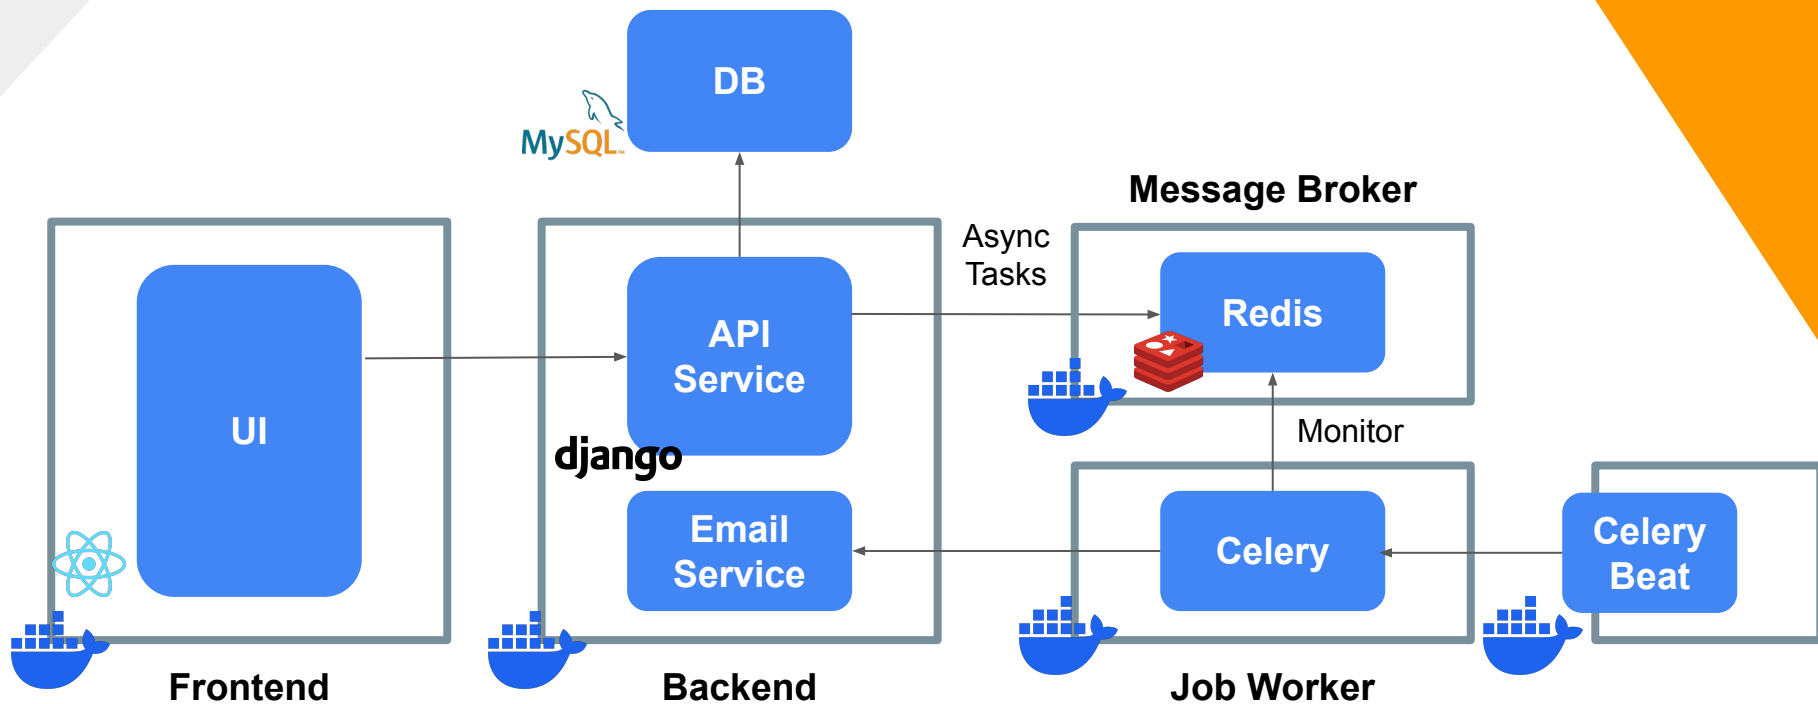 DB
MySQL
Message Broker
Async
Tasks
Redis
API
Service
UI
django
Monitor
Email
Service
Celery
Celery
Beat
Frontend
Backend
Job Worker